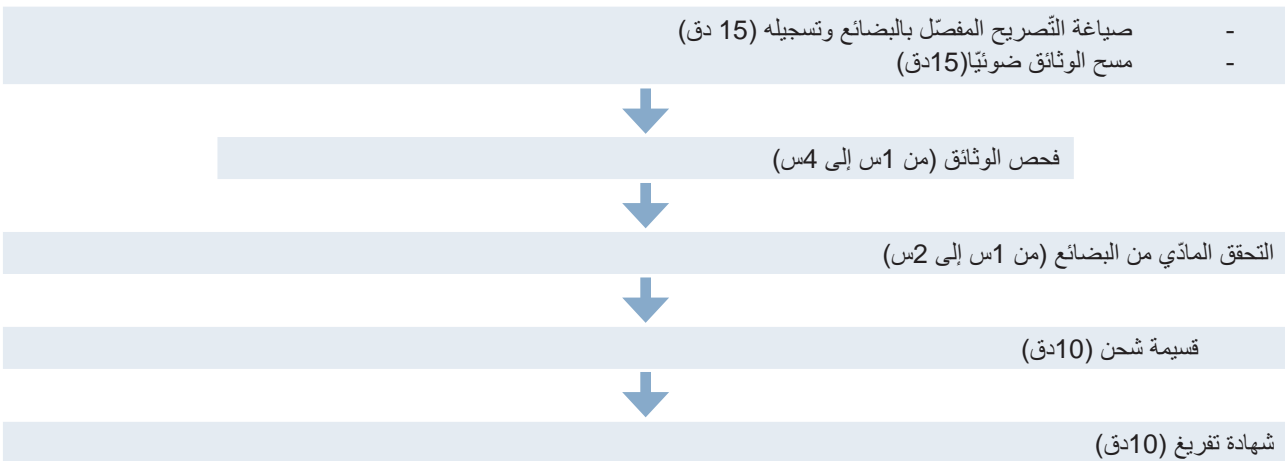 - صياغة التّصريح المفصّل بالبضائع وتسجيله (15 دق)
- مسح الوثائق ضوئيّا(15دق)
فحص الوثائق (من 1س إلى 4س)
التحقق المادّي من البضائع (من 1س إلى 2س)
قسيمة شحن (10دق)
شهادة تفريغ (10دق)